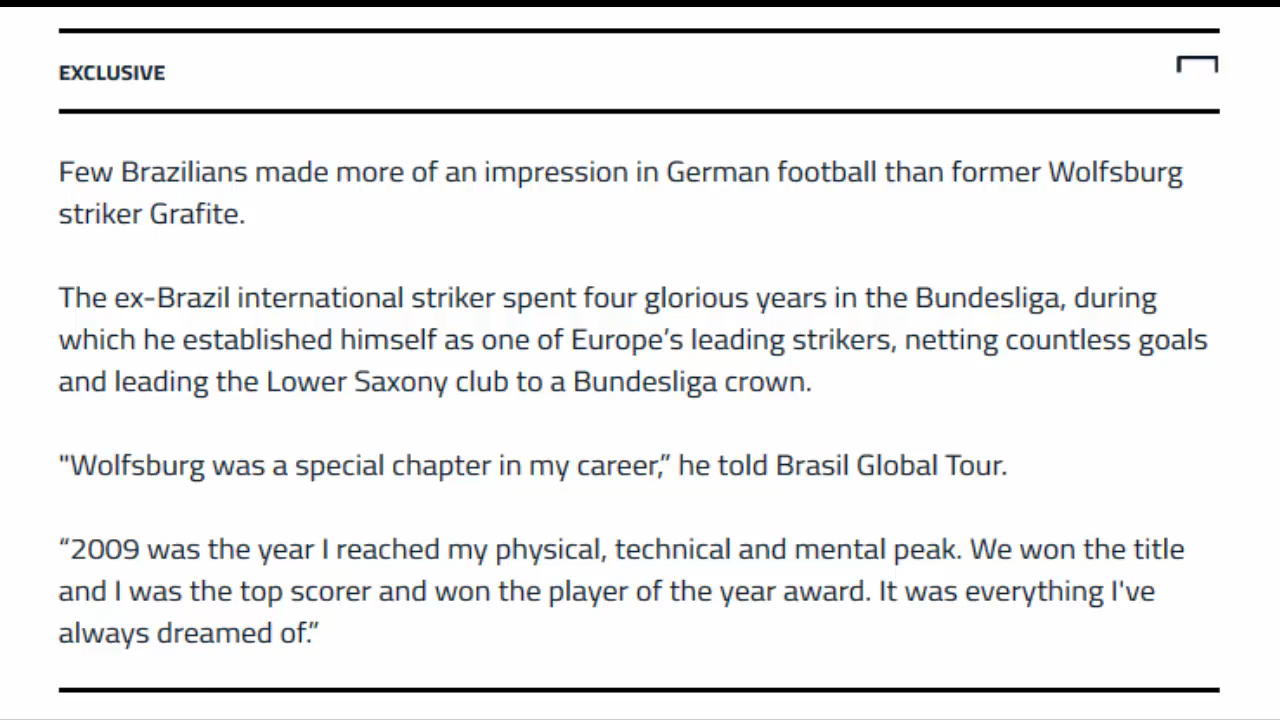 EXCLUSIVE
Few Brazilians made more of an impression in German football than former Wolfsburg
striker Grafite.
The ex-Brazil international striker spent four glorious years in the Bundesliga, during
which he established himself as one of Europe’s leading strikers, netting countless goals
and leading the Lower Saxony club to a Bundesliga crown.
"Wolfsburg was a special chapter in my career,” he told Brasil Global Tour.
“2009 was the year I reached my physical, technical and mental peak. We won the title
and I was the top scorer and won the player of the year award. It was everything I've
always dreamed of.”